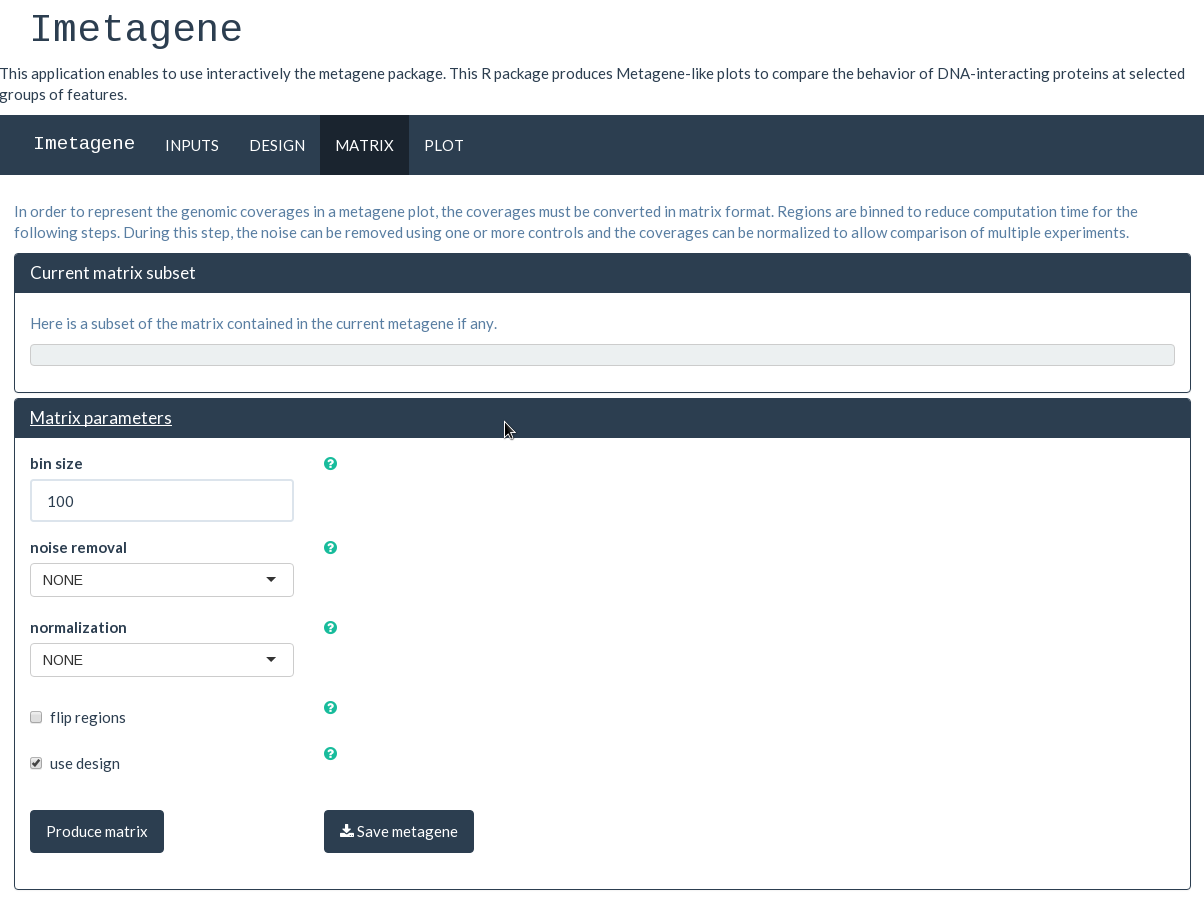 Imetagene
This application enables to use interactively the metagene package. This R package produces Metagene-like plots to compare the behavior of DNA-interacting proteins at selected
groups of features.
Imetagene INPUTS DESIGN MATRIX PLOT
In order to represent the genomic coverages in a metagene plot, the coverages must be converted in matrix format. Regions are binned to reduce computation time for the
following steps. During this step, the noise can be removed using one or more controls and the coverages can be normalized to allow comparison of multiple experiments.
Current matrix subset
Here is a subset of the matrix contained in the current metagene if any.
Matrix parameters
bin size
100
noise removal
NONE
normalization
NONE
flip regions
use design
Produce matrix Save metagene